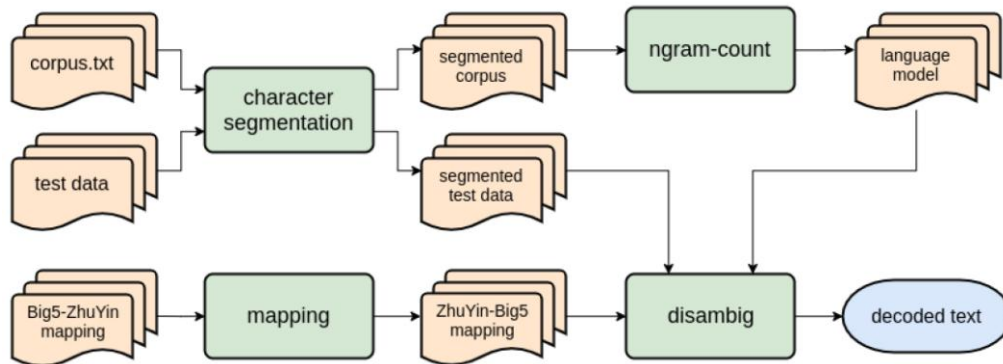 corpus.txt
character
segmentation
segmented
corpus
ngram-count
language
model
test data
segmented
test data
Big5-ZhuYin
mapping
mapping
ZhuYin-Big5
mapping
disambig
decoded text